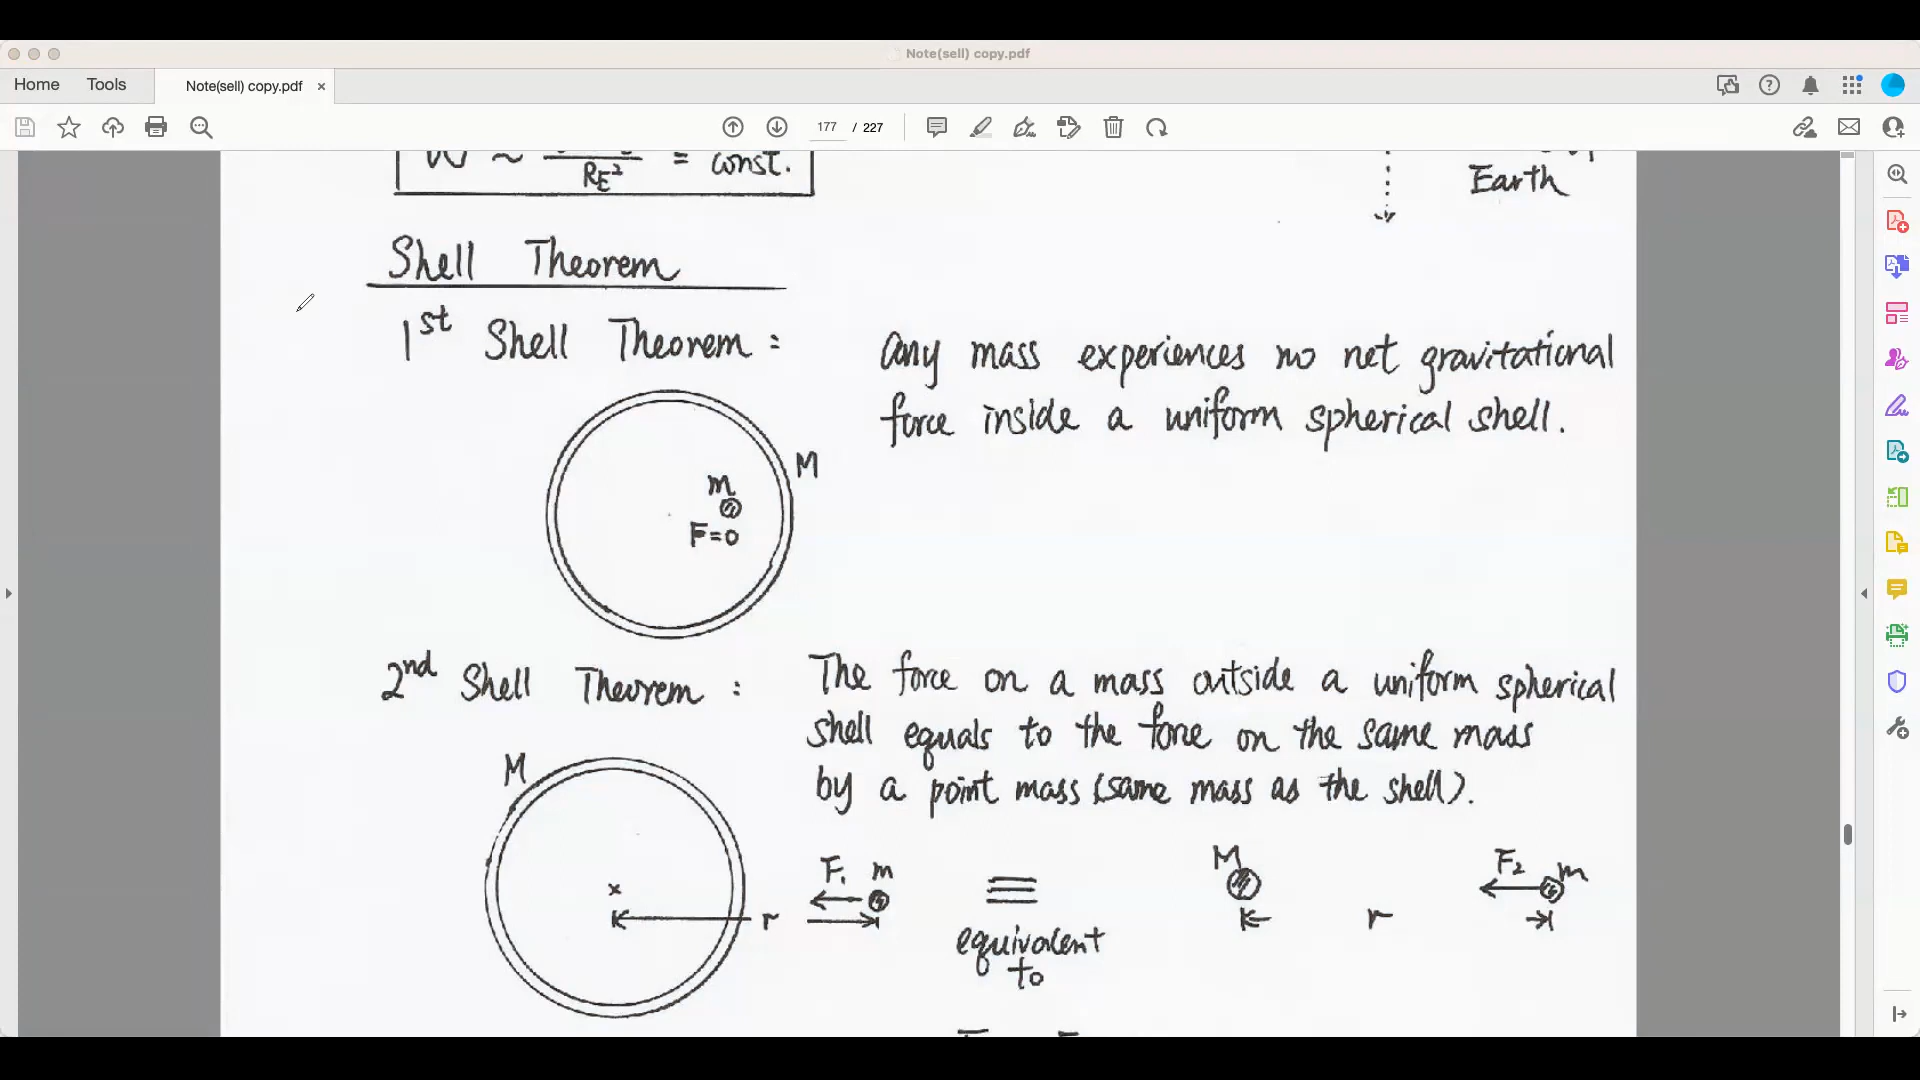 Note(sell) copy.pdf
Home Tools Note(sell) copy.pdf ×
177 / 227
RE² = const.
Earth
Shell Theorem
1st Shell Theorem :
any mass experiences no net gravitational
force inside a uniform spherical shell.
M
m
F=0
2nd Shell Theorem :
The force on a mass outside a uniform spherical
shell equals to the force on the same mass
by a point mass (same mass as the shell).
M
F1 m
r
≡
equivalent
to
M
F2 m
r